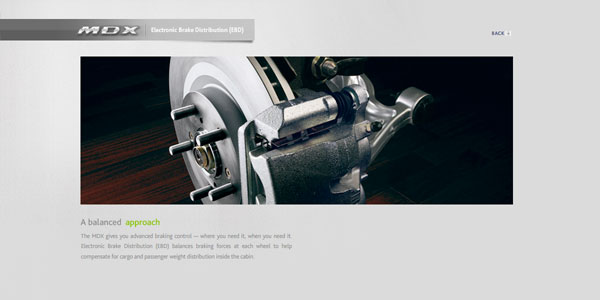 MDX Electronic Brake Distribution (EBD)
BACK
A balanced approach
The MDX gives you advanced braking control — where you need it, when you need it.
Electronic Brake Distribution (EBD) balances braking forces at each wheel to help
compensate for cargo and passenger weight distribution inside the cabin.